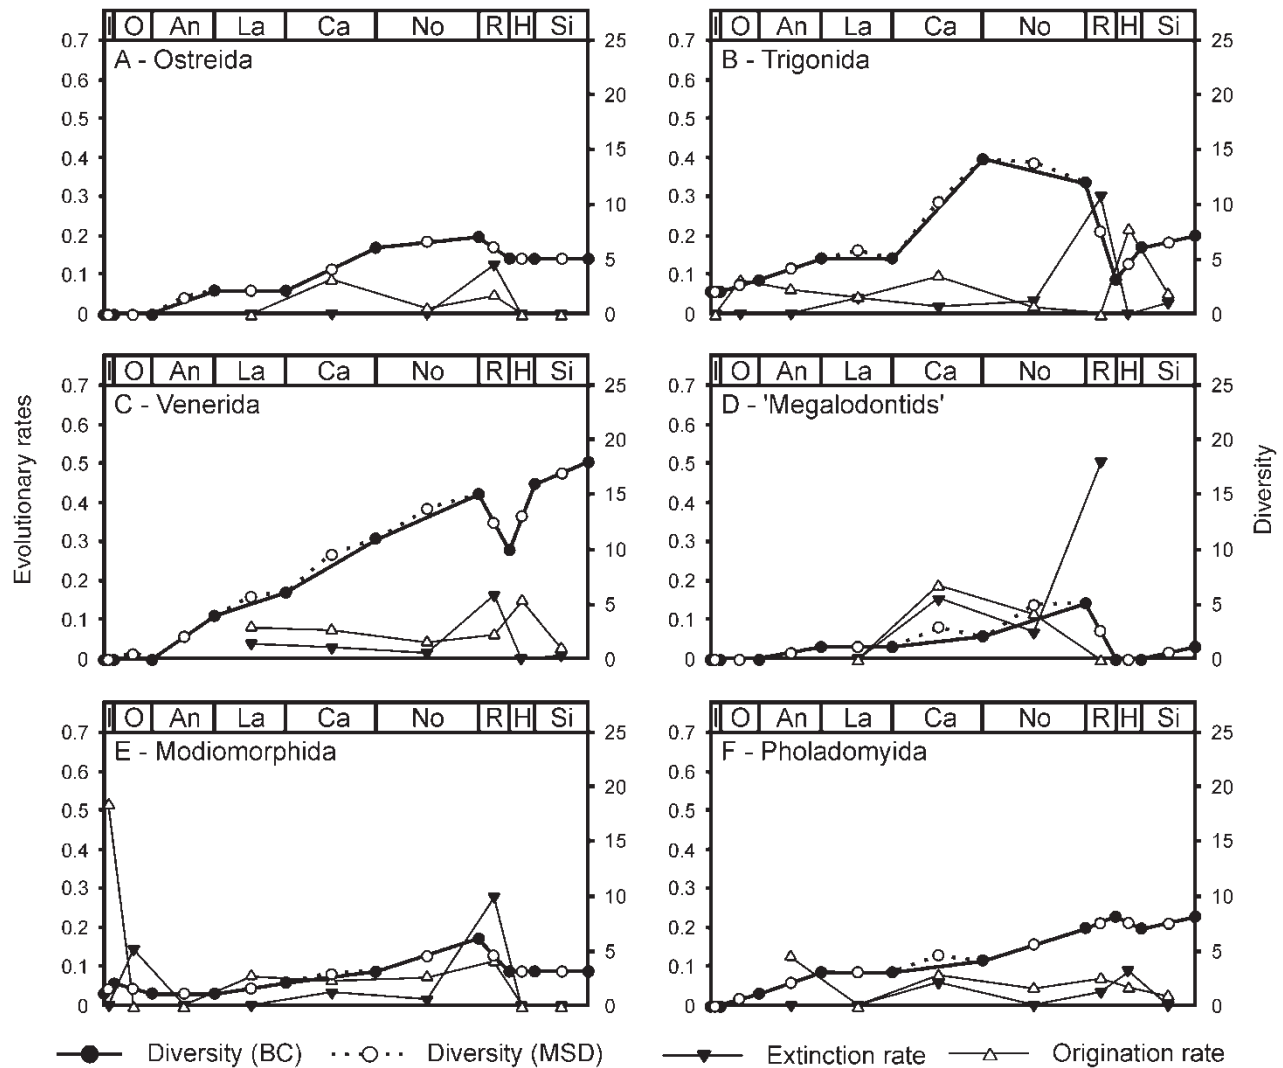 I O An La Ca No R H Si
0.7 0.6 0.5 0.4 0.3 0.2 0.1 0
A - Ostreida
25 20 15 10 5 0
I O An La Ca No R H Si
0.7 0.6 0.5 0.4 0.3 0.2 0.1 0
B - Trigonida
25 20 15 10 5 0
Evolutionary rates
I O An La Ca No R H Si
0.7 0.6 0.5 0.4 0.3 0.2 0.1 0
C - Venerida
25 20 15 10 5 0
I O An La Ca No R H Si
0.7 0.6 0.5 0.4 0.3 0.2 0.1 0
D - 'Megalodontids'
25 20 15 10 5 0
Diversity
I O An La Ca No R H Si
0.7 0.6 0.5 0.4 0.3 0.2 0.1 0
E - Modiomorphida
25 20 15 10 5 0
I O An La Ca No R H Si
0.7 0.6 0.5 0.4 0.3 0.2 0.1 0
F - Pholadomyida
25 20 15 10 5 0
Diversity (BC) Diversity (MSD) Extinction rate Origination rate